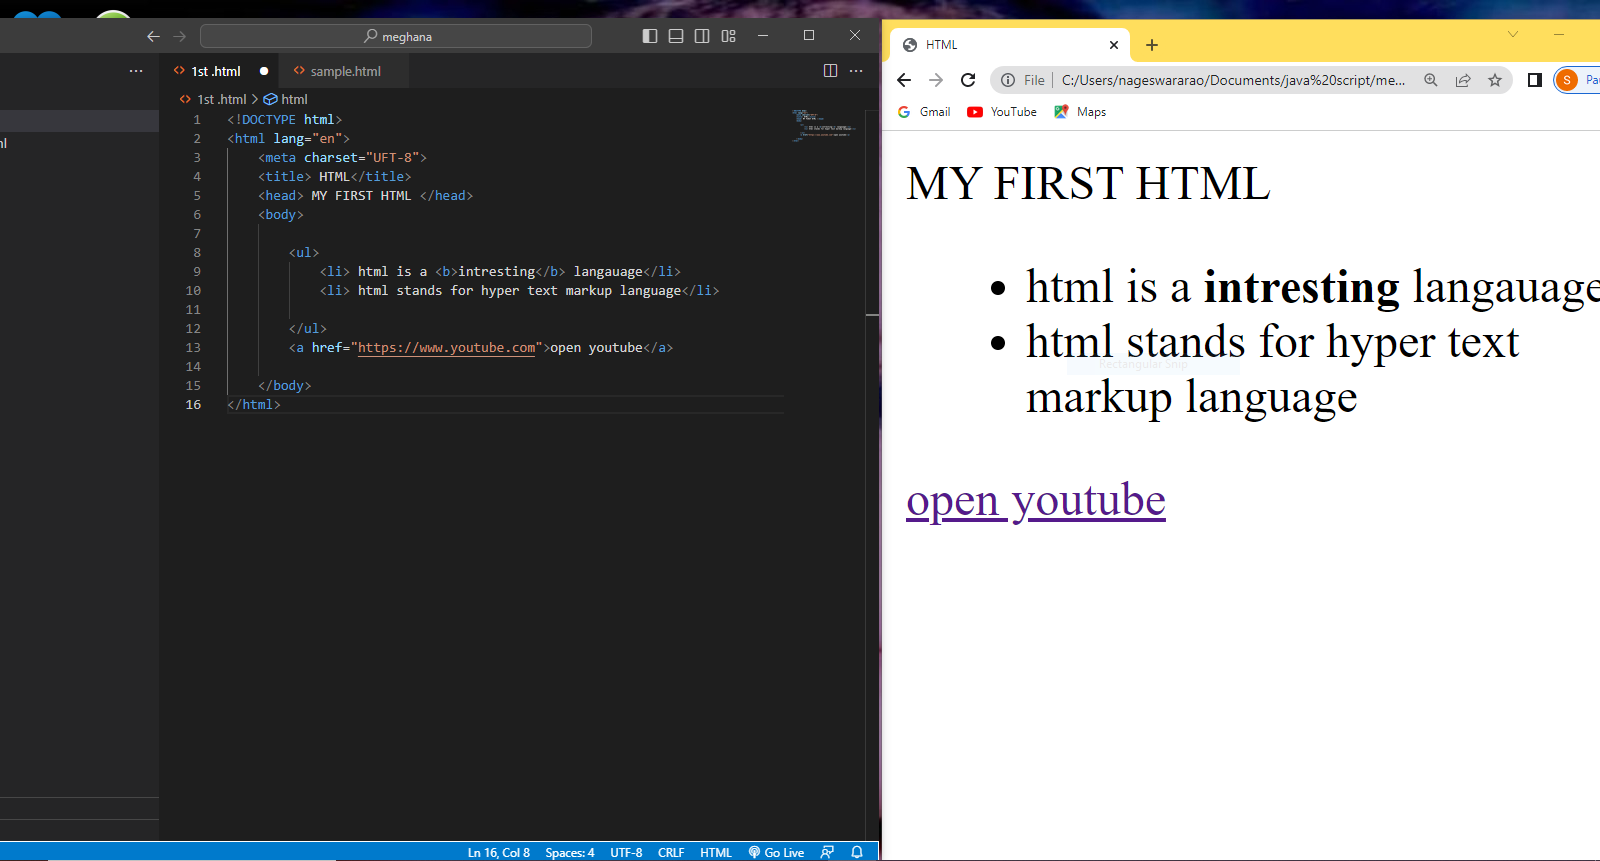 meghana
1st .html
sample.html
1st .html > html
ml
1 <!DOCTYPE html>
2 <html lang="en">
3 <meta charset="UFT-8">
4 <title> HTML</title>
5 <head> MY FIRST HTML </head>
6 <body>
7
8 <ul>
9 <li> html is a <b>intresting</b> langauage</li>
10 <li> html stands for hyper text markup language</li>
11
12 </ul>
13 <a href="https://www.youtube.com">open youtube</a>
14
15 </body>
16 </html>
Ln 16, Col 8 Spaces: 4 UTF-8 CRLF HTML Go Live
HTML
File C:/Users/nageswararao/Documents/java%20script/me... S Pa
Gmail YouTube Maps
MY FIRST HTML
html is a intresting langauage
html stands for hyper text
Rectangular Snip
markup language
open youtube